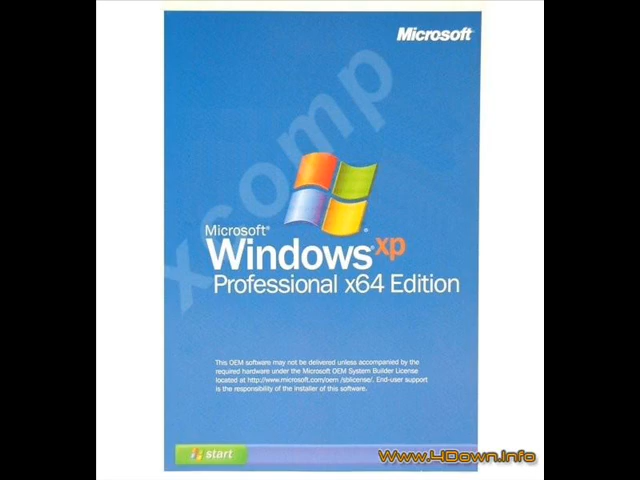 Microsoft
xcomp
Microsoft®
Windows® xp
Professional x64 Edition
This OEM software may not be delivered unless accompanied by the
required hardware under the Microsoft OEM System Builder License
located at http://www.microsoft.com/oem /sblicense/. End-user support
is the responsibility of the installer of this software.
start
Www.4Down.Info